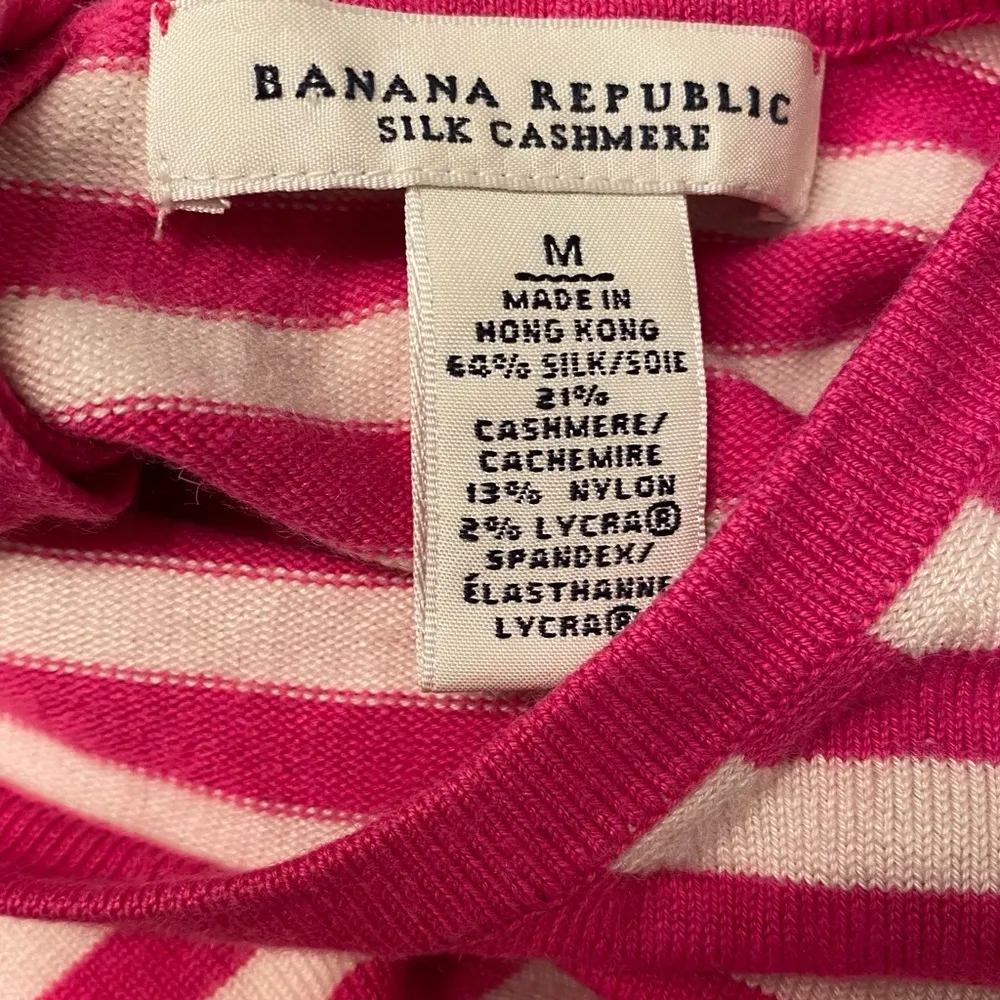 BANANA REPUBLIC
SILK CASHMERE
M
MADE IN
HONG KONG
64% SILK/SOIE
21%
CASHMERE/
CACHEMIRE
13% NYLON
2% LYCRA®
SPANDEX/
ÉLASTHANNE
LYCRA®